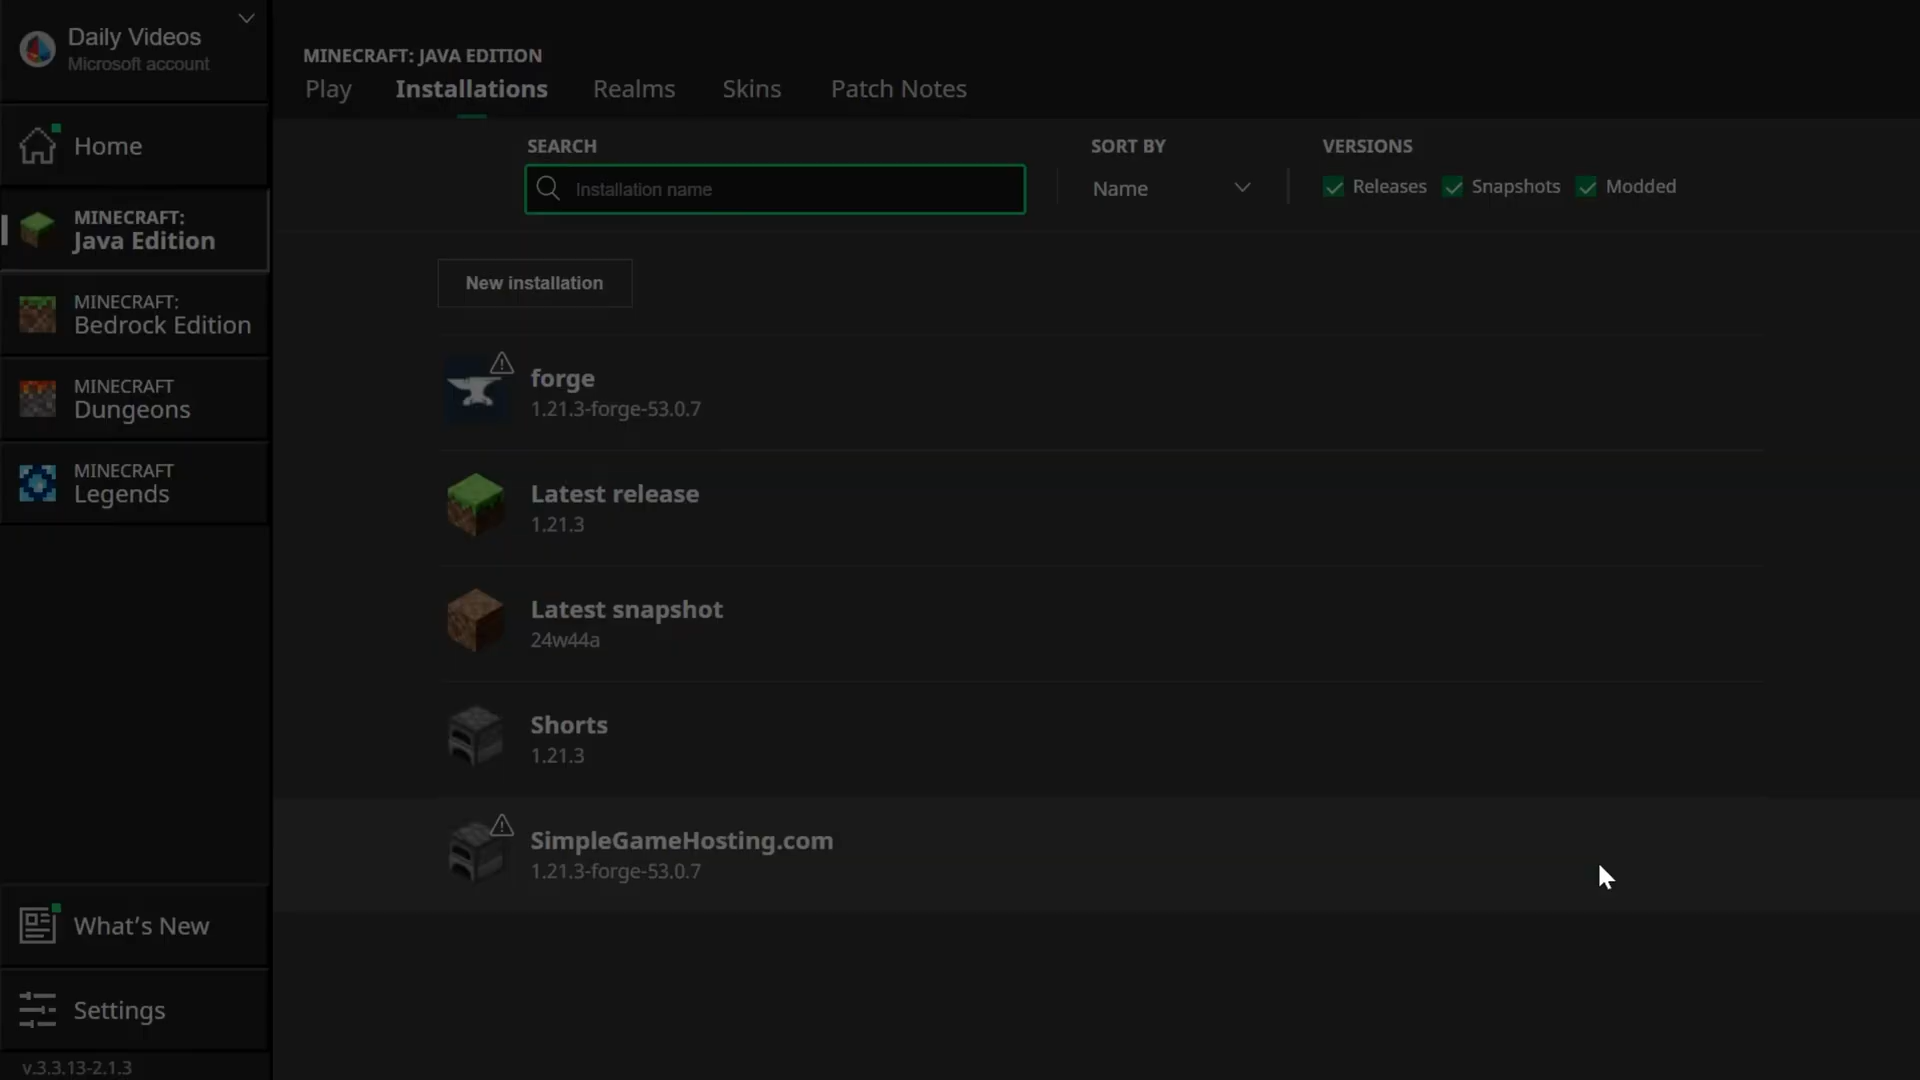 Daily Videos
Microsoft account
Home
MINECRAFT:
Java Edition
MINECRAFT:
Bedrock Edition
MINECRAFT
Dungeons
MINECRAFT
Legends
What's New
Settings
v.3.3.13-2.1.3
MINECRAFT: JAVA EDITION
Play Installations Realms Skins Patch Notes
SEARCH SORT BY VERSIONS
Installation name Name Releases Snapshots Modded
New installation
forge
1.21.3-forge-53.0.7
Latest release
1.21.3
Latest snapshot
24w44a
Shorts
1.21.3
SimpleGameHosting.com
1.21.3-forge-53.0.7